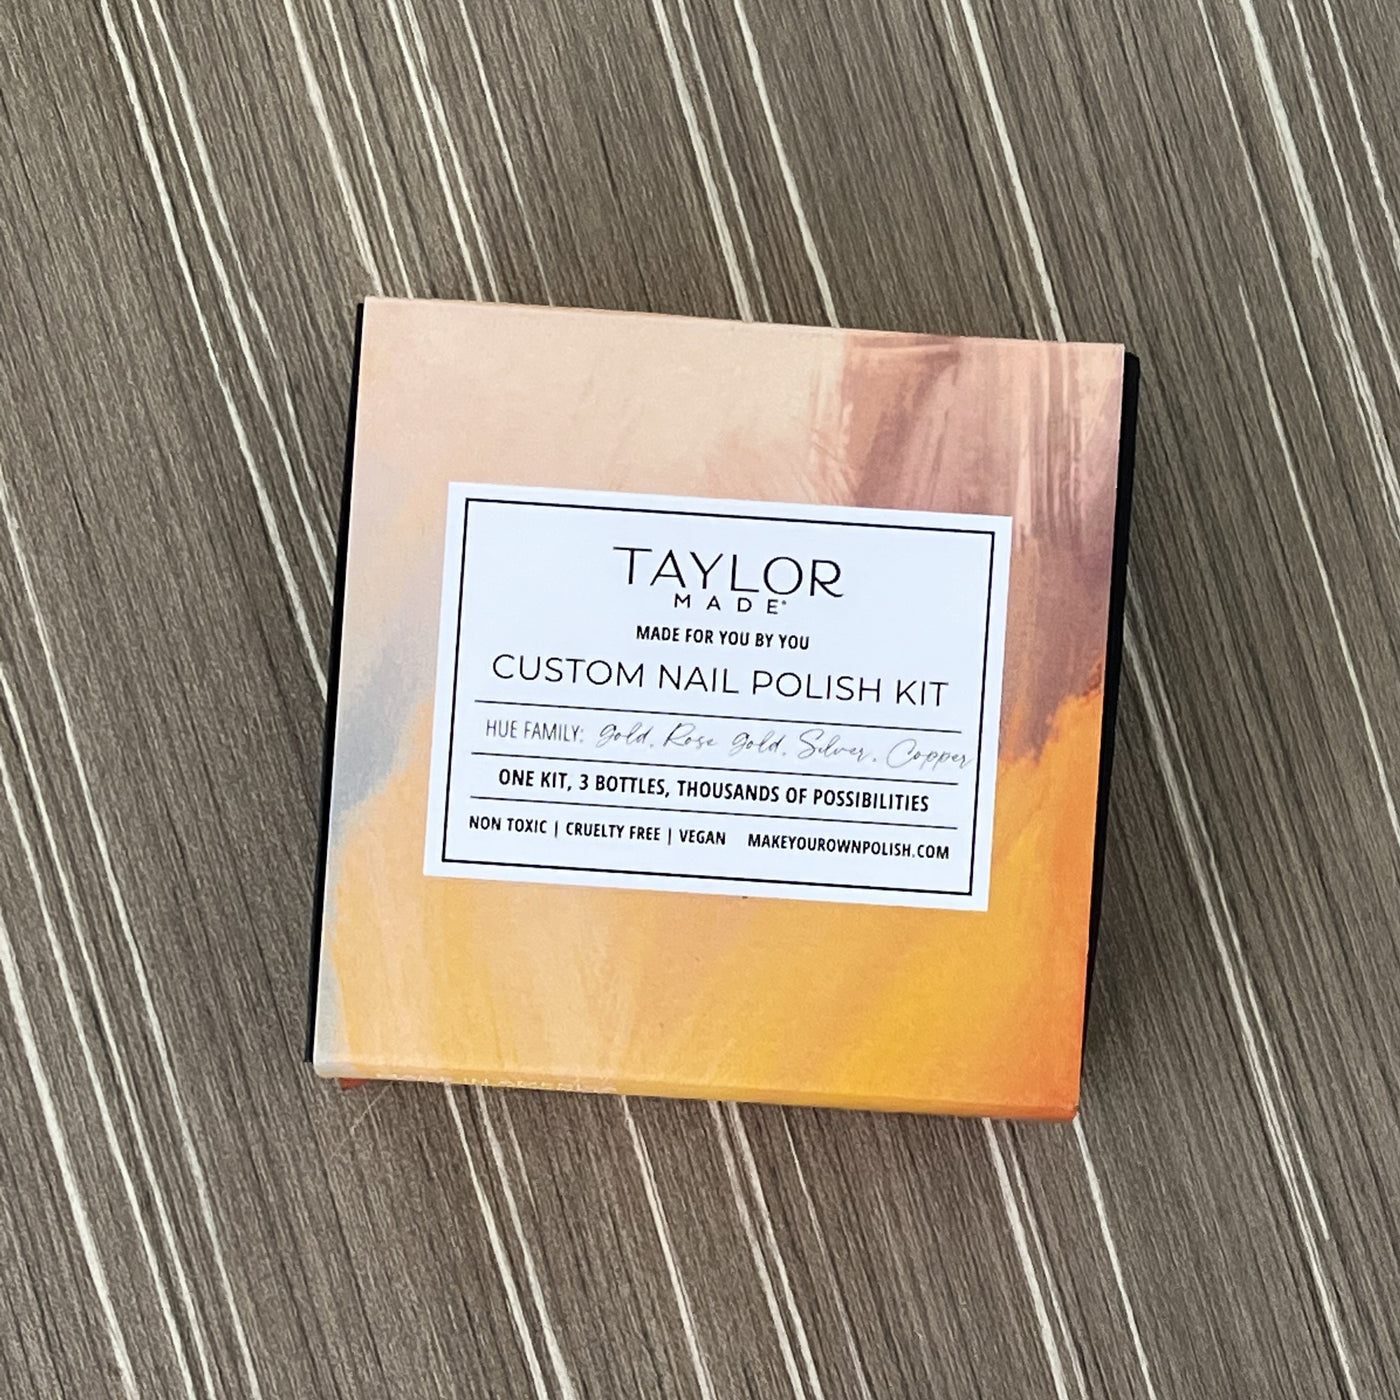 TAYLOR
MADE®
MADE FOR YOU BY YOU
CUSTOM NAIL POLISH KIT
HUE FAMILY: Gold, Rose Gold, Silver, Copper
ONE KIT, 3 BOTTLES, THOUSANDS OF POSSIBILITIES
NON TOXIC | CRUELTY FREE | VEGAN MAKEYOUROWNPOLISH.COM